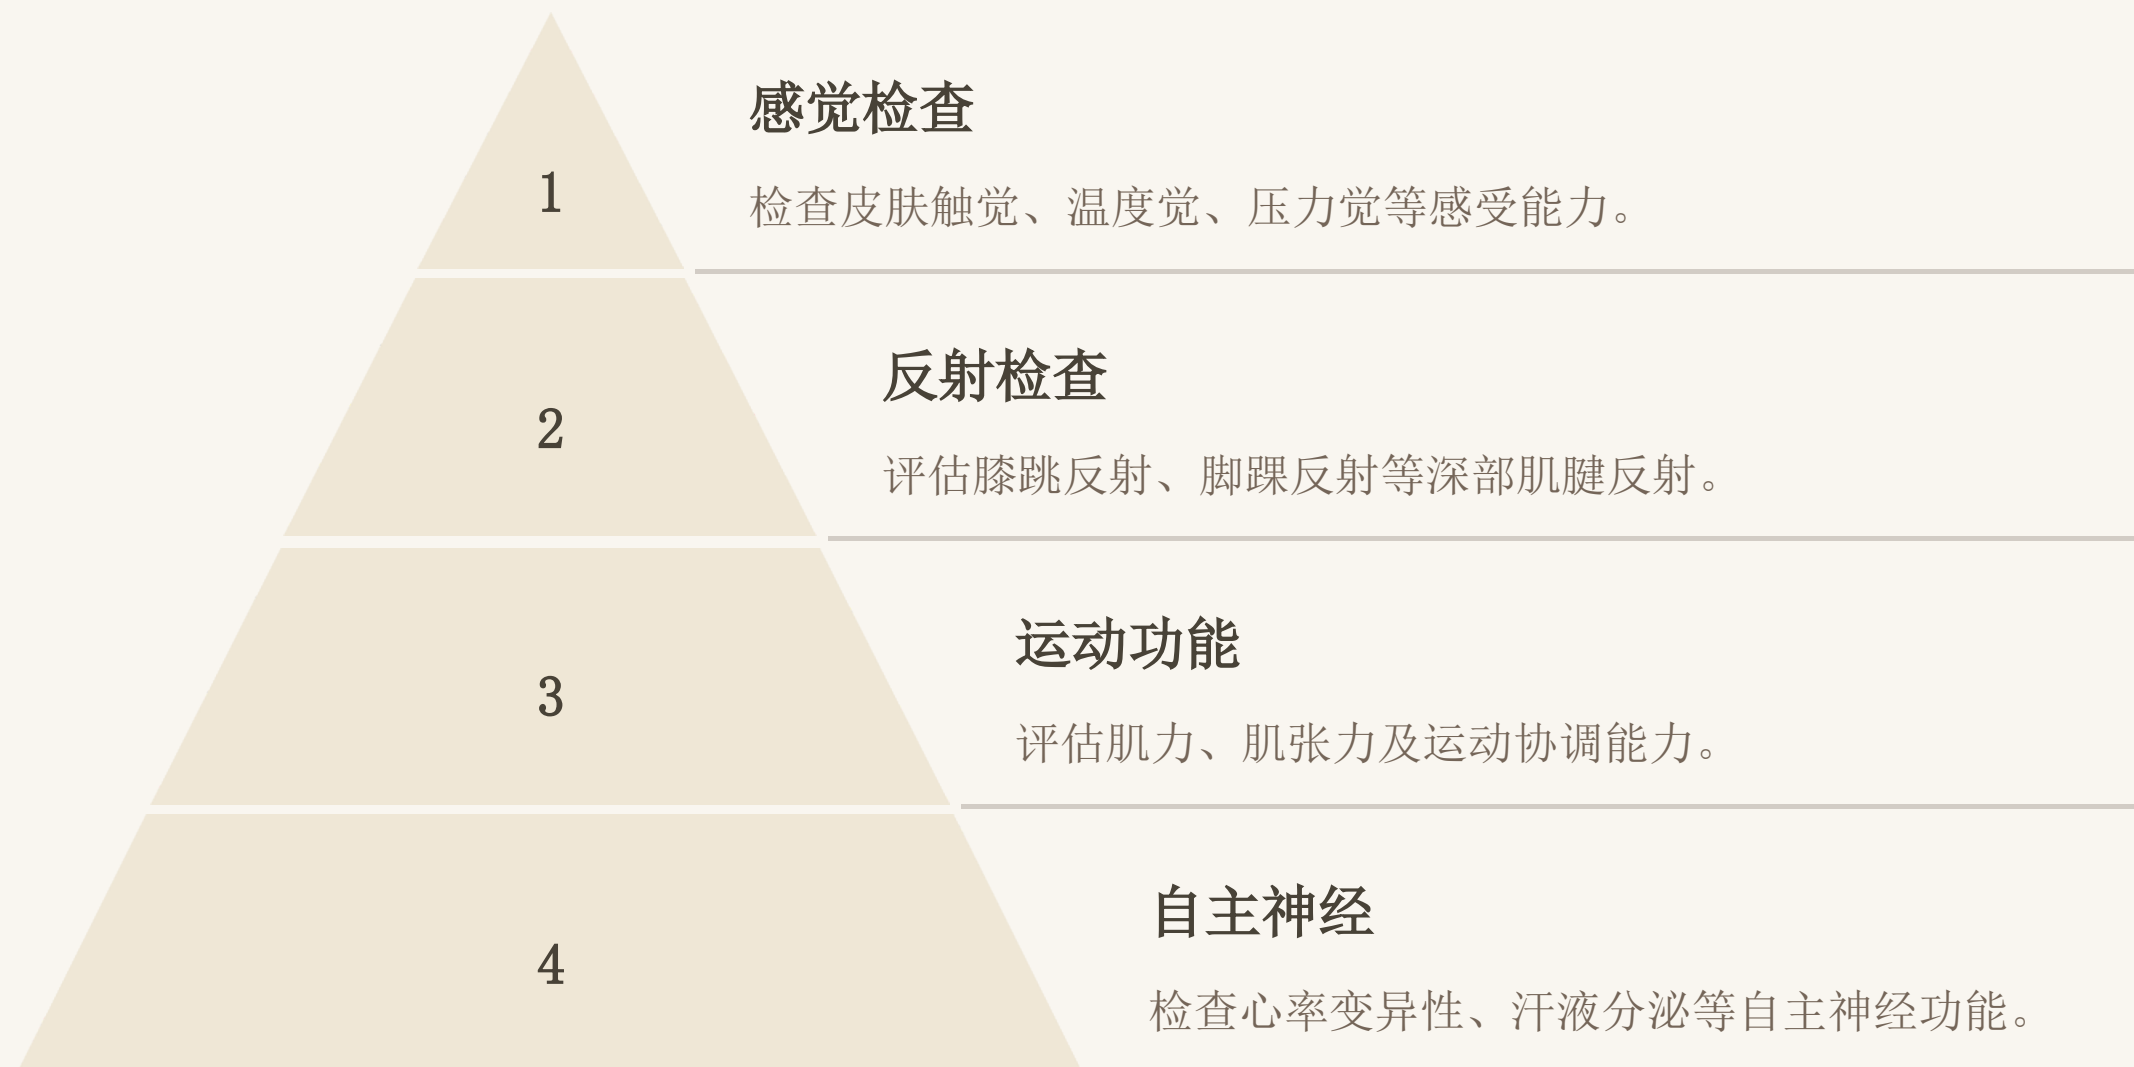 1
感觉检查
检查皮肤触觉、温度觉、压力觉等感受能力。
2
反射检查
评估膝跳反射、脚踝反射等深部肌腱反射。
3
运动功能
评估肌力、肌张力及运动协调能力。
4
自主神经
检查心率变异性、汗液分泌等自主神经功能。